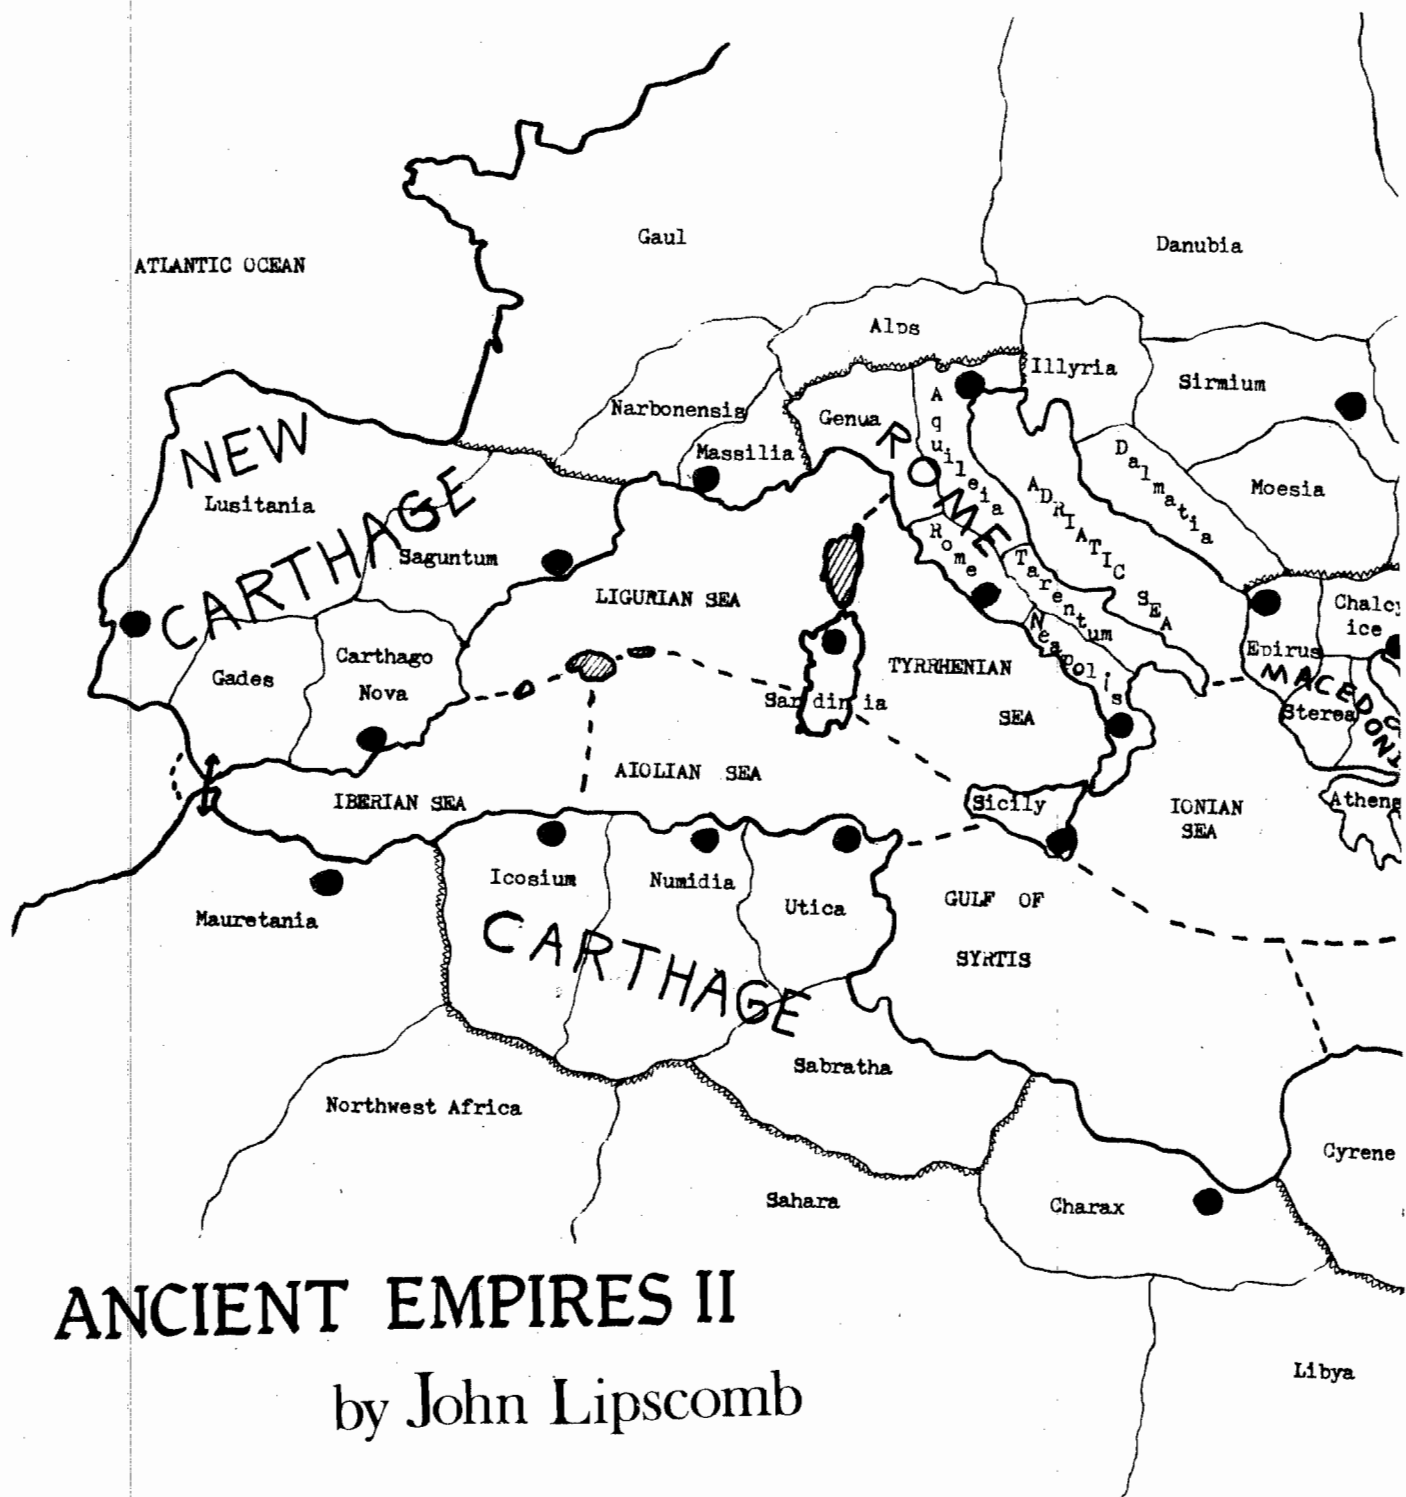 Gaul
Danubia
ATLANTIC OCEAN
Alps
Illyria
Sirmium
Narbonensis
Genua
Aquileia
Massilia
NEW
CARTHAGE
Lusitania
Saguntum
ROME
ADRIATIC SEA
Dalmatia
Moesia
Rome
Tarentum
Neapolis
LIGURIAN SEA
Chalcy
ice
Epirus
MACEDONI
Sterea
Athens
Gades
Carthago
Nova
Sardinia
TYRRHENIAN
SEA
AIOLIAN SEA
IBERIAN SEA
Sicily
IONIAN
SEA
Icosium
Numidia
Utica
Mauretania
GULF OF
SYRTIS
CARTHAGE
Sabratha
Northwest Africa
Cyrene
Sahara
Charax
ANCIENT EMPIRES II
by John Lipscomb
Libya